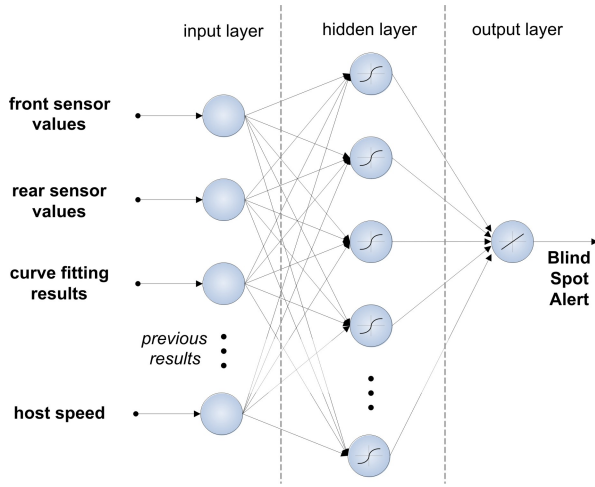 input layer
hidden layer
output layer
front sensor
values
rear sensor
values
curve fitting
results
previous
results
host speed
Blind
Spot
Alert